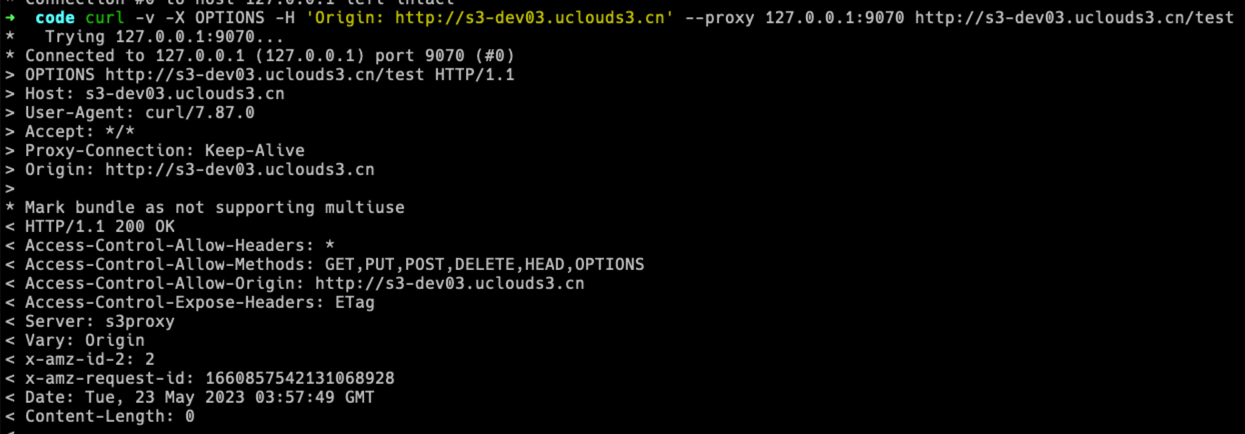 * Connection #0 to host 127.0.0.1 left intact
➜  code curl -v -X OPTIONS -H 'Origin: http://s3-dev03.uclouds3.cn' --proxy 127.0.0.1:9070 http://s3-dev03.uclouds3.cn/test
*   Trying 127.0.0.1:9070...
* Connected to 127.0.0.1 (127.0.0.1) port 9070 (#0)
> OPTIONS http://s3-dev03.uclouds3.cn/test HTTP/1.1
> Host: s3-dev03.uclouds3.cn
> User-Agent: curl/7.87.0
> Accept: */*
> Proxy-Connection: Keep-Alive
> Origin: http://s3-dev03.uclouds3.cn
>
* Mark bundle as not supporting multiuse
< HTTP/1.1 200 OK
< Access-Control-Allow-Headers: *
< Access-Control-Allow-Methods: GET,PUT,POST,DELETE,HEAD,OPTIONS
< Access-Control-Allow-Origin: http://s3-dev03.uclouds3.cn
< Access-Control-Expose-Headers: ETag
< Server: s3proxy
< Vary: Origin
< x-amz-id-2: 2
< x-amz-request-id: 1660857542131068928
< Date: Tue, 23 May 2023 03:57:49 GMT
< Content-Length: 0
<